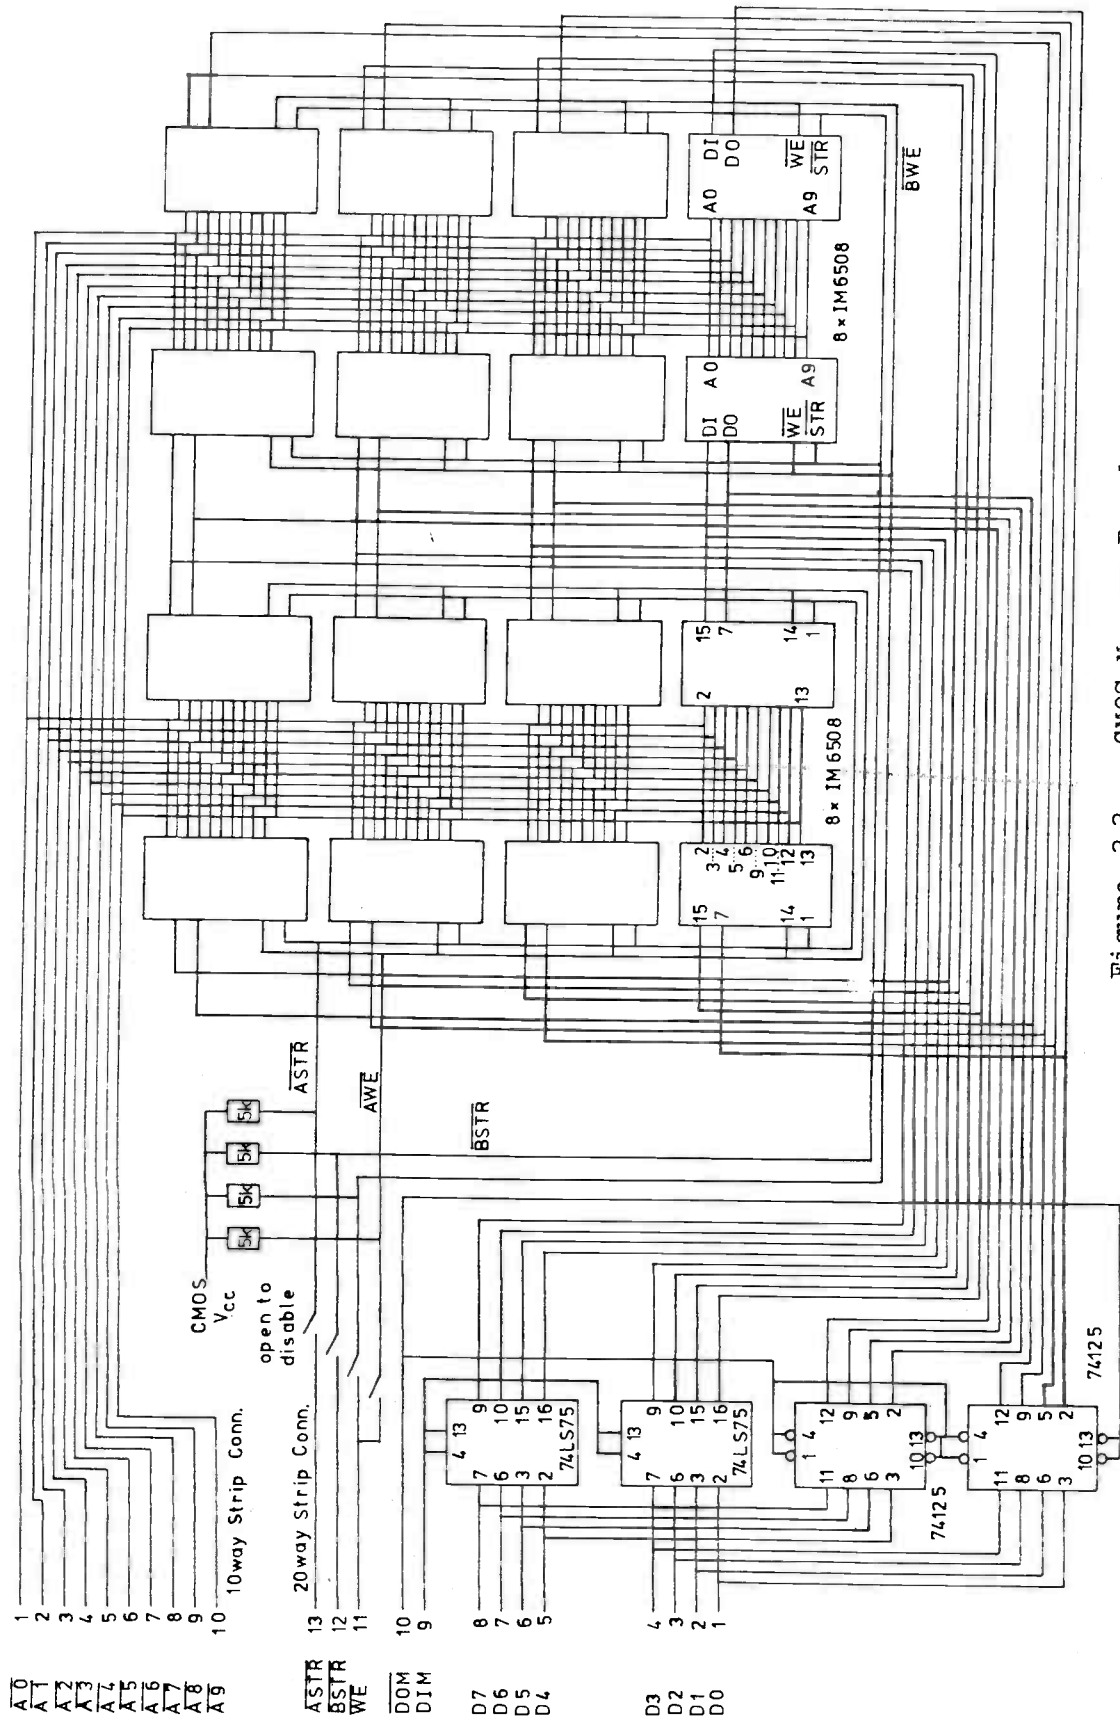 A0 1
A1 2
A2 3
A3 4
A4 5
A5 6
A6 7
A7 8
A8 9
A9 10
10way Strip Conn.
20way Strip Conn.
ASTR 13
BSTR 12
WE 11
DOM 10
DIM 9
D7 8
D6 7
D5 6
D4 5
D3 4
D2 3
D1 2
D0 1
CMOS
Vcc
open to
disable
5k
5k
5k
5k
ASTR
AWE
BSTR
BWE
4 13
7 9
6 10
3 15
2 16
74LS75
4 13
7 9
6 10
3 15
2 16
74LS75
1 4
11 12
8 9
6 5
3 2
10 13
74125
1 4
11 12
8 9
6 5
3 2
10 13
74125
15 2
7 3
4
5
6
9
10
11
14 12
1 13
8 x IM 6508
2 15
7
14
13 1
DI A0
DO
WE A9
STR
8 x IM6508
A0 DI
DO
WE
A9 STR
Figure 2.2